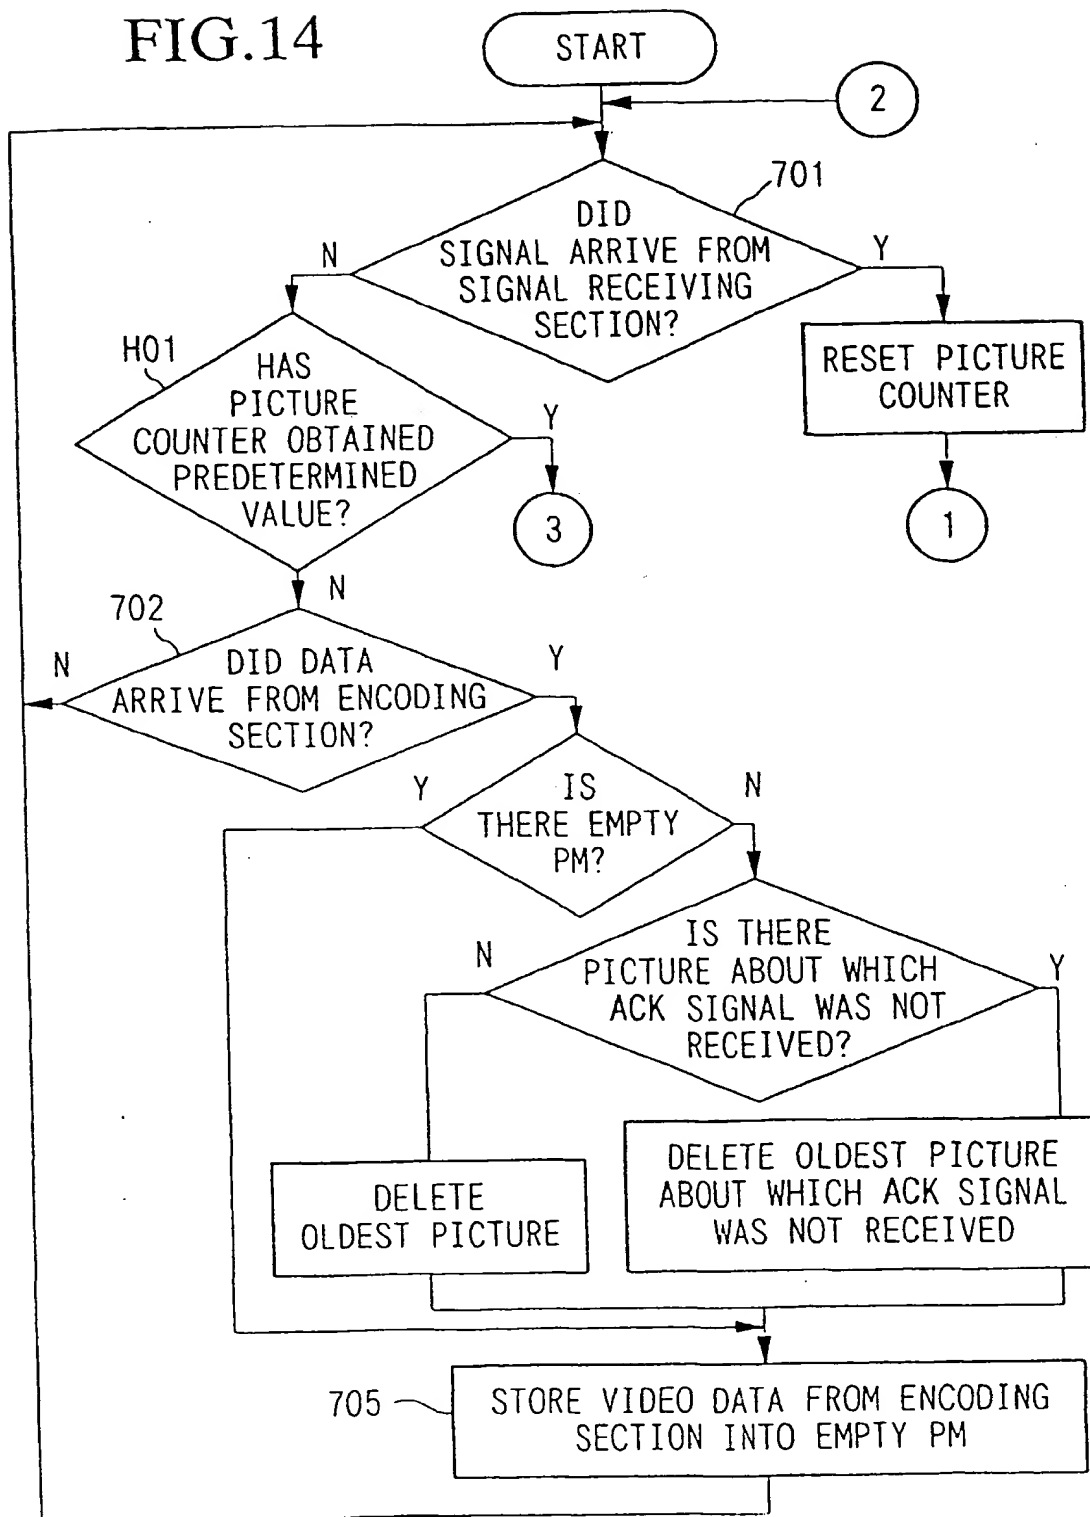 FIG.14
START
2
701
DID
SIGNAL ARRIVE FROM
SIGNAL RECEIVING
SECTION?
N
Y
H01
HAS
PICTURE
COUNTER OBTAINED
PREDETERMINED
VALUE?
Y
RESET PICTURE
COUNTER
3
1
N
702
N
DID DATA
ARRIVE FROM ENCODING
SECTION?
Y
Y
IS
THERE EMPTY
PM?
N
N
IS THERE
PICTURE ABOUT WHICH
ACK SIGNAL WAS NOT
RECEIVED?
Y
DELETE
OLDEST PICTURE
DELETE OLDEST PICTURE
ABOUT WHICH ACK SIGNAL
WAS NOT RECEIVED
705
STORE VIDEO DATA FROM ENCODING
SECTION INTO EMPTY PM